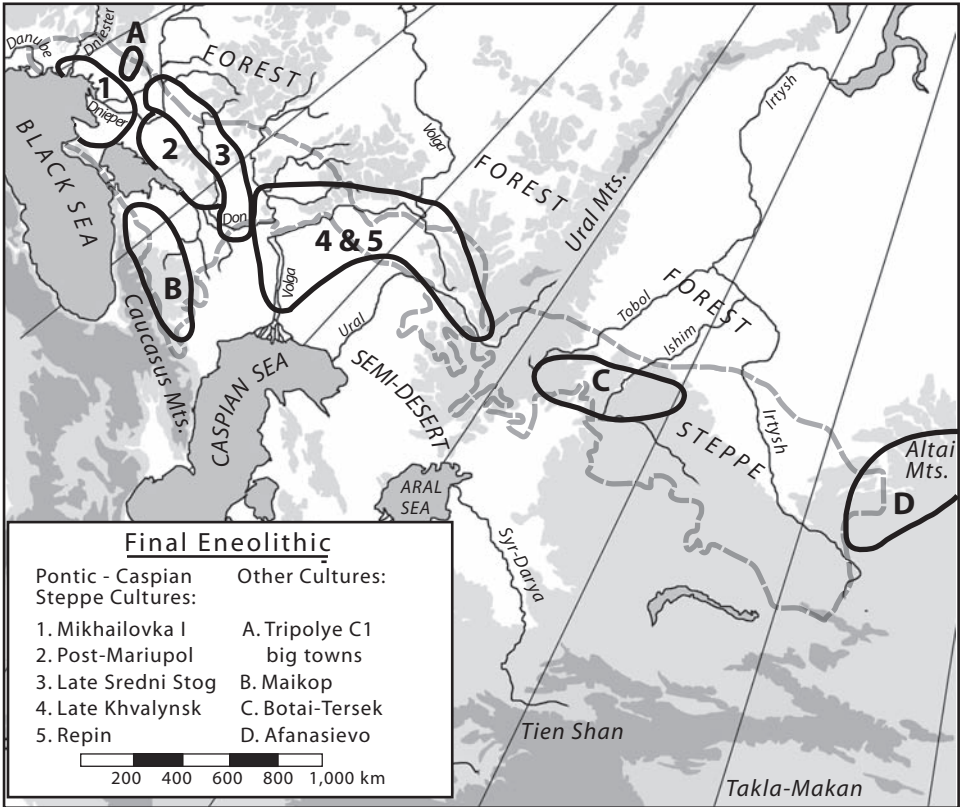 Danube
Dniester
A
FOREST
1
Dnieper
BLACK SEA
2
3
Don
Volga
FOREST
Ural Mts.
Irtysh
4 & 5
B
Volga
Ural
Caucasus Mts.
CASPIAN SEA
SEMI-DESERT
Tobol
FOREST
Ishim
C
STEPPE
Irtysh
Altai
Mts.
D
ARAL
SEA
Syr-Darya
Tien Shan
Takla-Makan
Final Eneolithic
Pontic - Caspian
Steppe Cultures:
1. Mikhailovka I
2. Post-Mariupol
3. Late Sredni Stog
4. Late Khvalynsk
5. Repin
Other Cultures:
A. Tripolye C1
big towns
B. Maikop
C. Botai-Tersek
D. Afanasievo
200 400 600 800 1,000 km